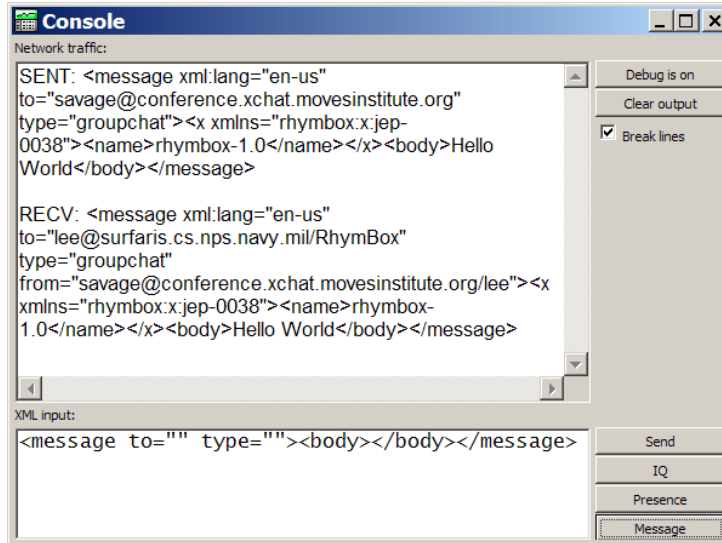 Console
Network traffic:
SENT: <message xml:lang="en-us"
to="savage@conference.xchat.movesinstitute.org"
type="groupchat"><x xmlns="rhymbox:x:jep-
0038"><name>rhymbox-1.0</name></x><body>Hello
World</body></message>
RECV: <message xml:lang="en-us"
to="lee@surfaris.cs.nps.navy.mil/RhymBox"
type="groupchat"
from="savage@conference.xchat.movesinstitute.org/lee"><x
xmlns="rhymbox:x:jep-0038"><name>rhymbox-
1.0</name></x><body>Hello World</body></message>
Debug is on
Clear output
Break lines
XML input:
<message to="" type=""><body></body></message>
Send
IQ
Presence
Message